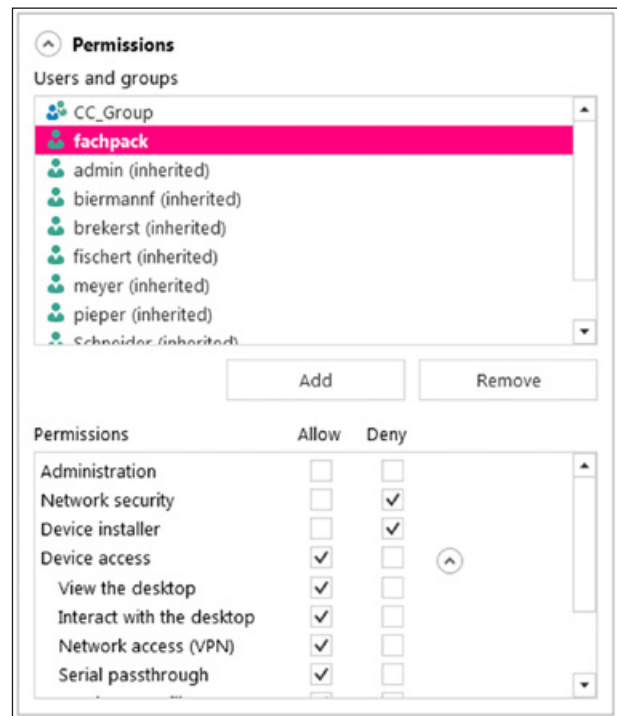 Permissions
Users and groups
CC_Group
fachpack
admin (inherited)
biermannf (inherited)
brekerst (inherited)
fischert (inherited)
meyer (inherited)
pieper (inherited)
Schneider (inherited)
Add Remove
Permissions Allow Deny
Administration
Network security
Device installer
Device access
View the desktop
Interact with the desktop
Network access (VPN)
Serial passthrough